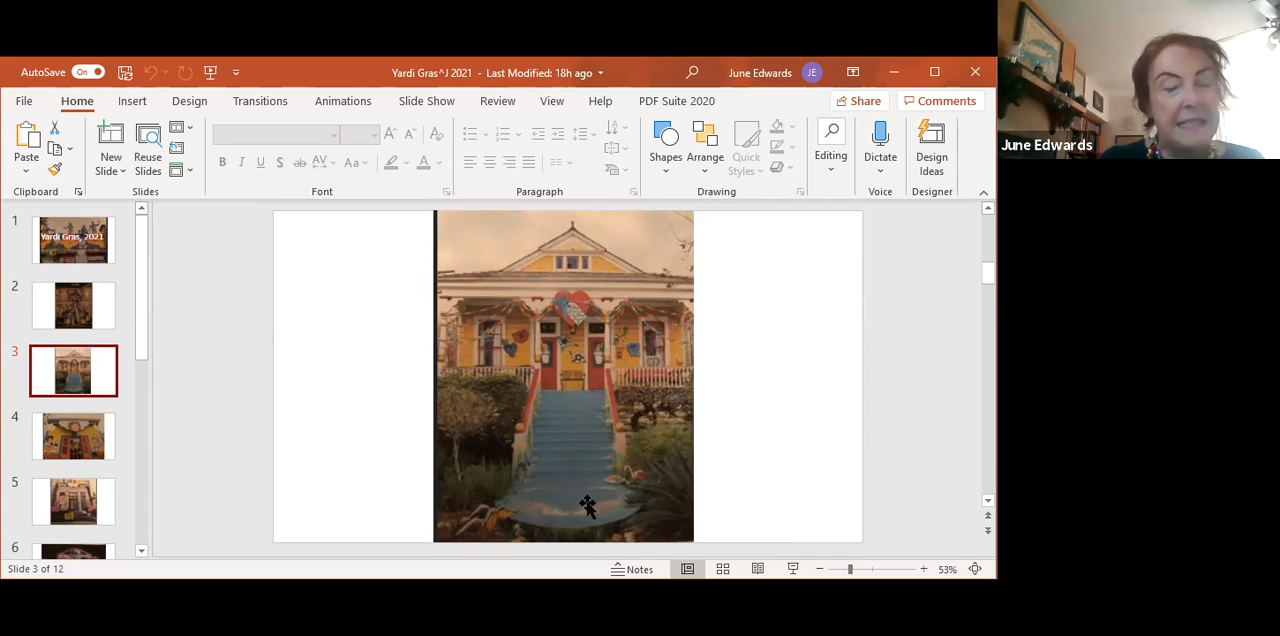 AutoSave On
Yardi Gras^J 2021 - Last Modified: 18h ago
June Edwards JE
File Home Insert Design Transitions Animations Slide Show Review View Help PDF Suite 2020 Share Comments
Paste
New Slide
Reuse Slides
B I U S ab AV Aa A
Shapes Arrange Quick Styles
Editing
Dictate
Design Ideas
Clipboard Slides Font Paragraph Drawing Voice Designer
1
Yardi Gras, 2021
2
3
4
5
6
Slide 3 of 12
Notes
53%
June Edwards